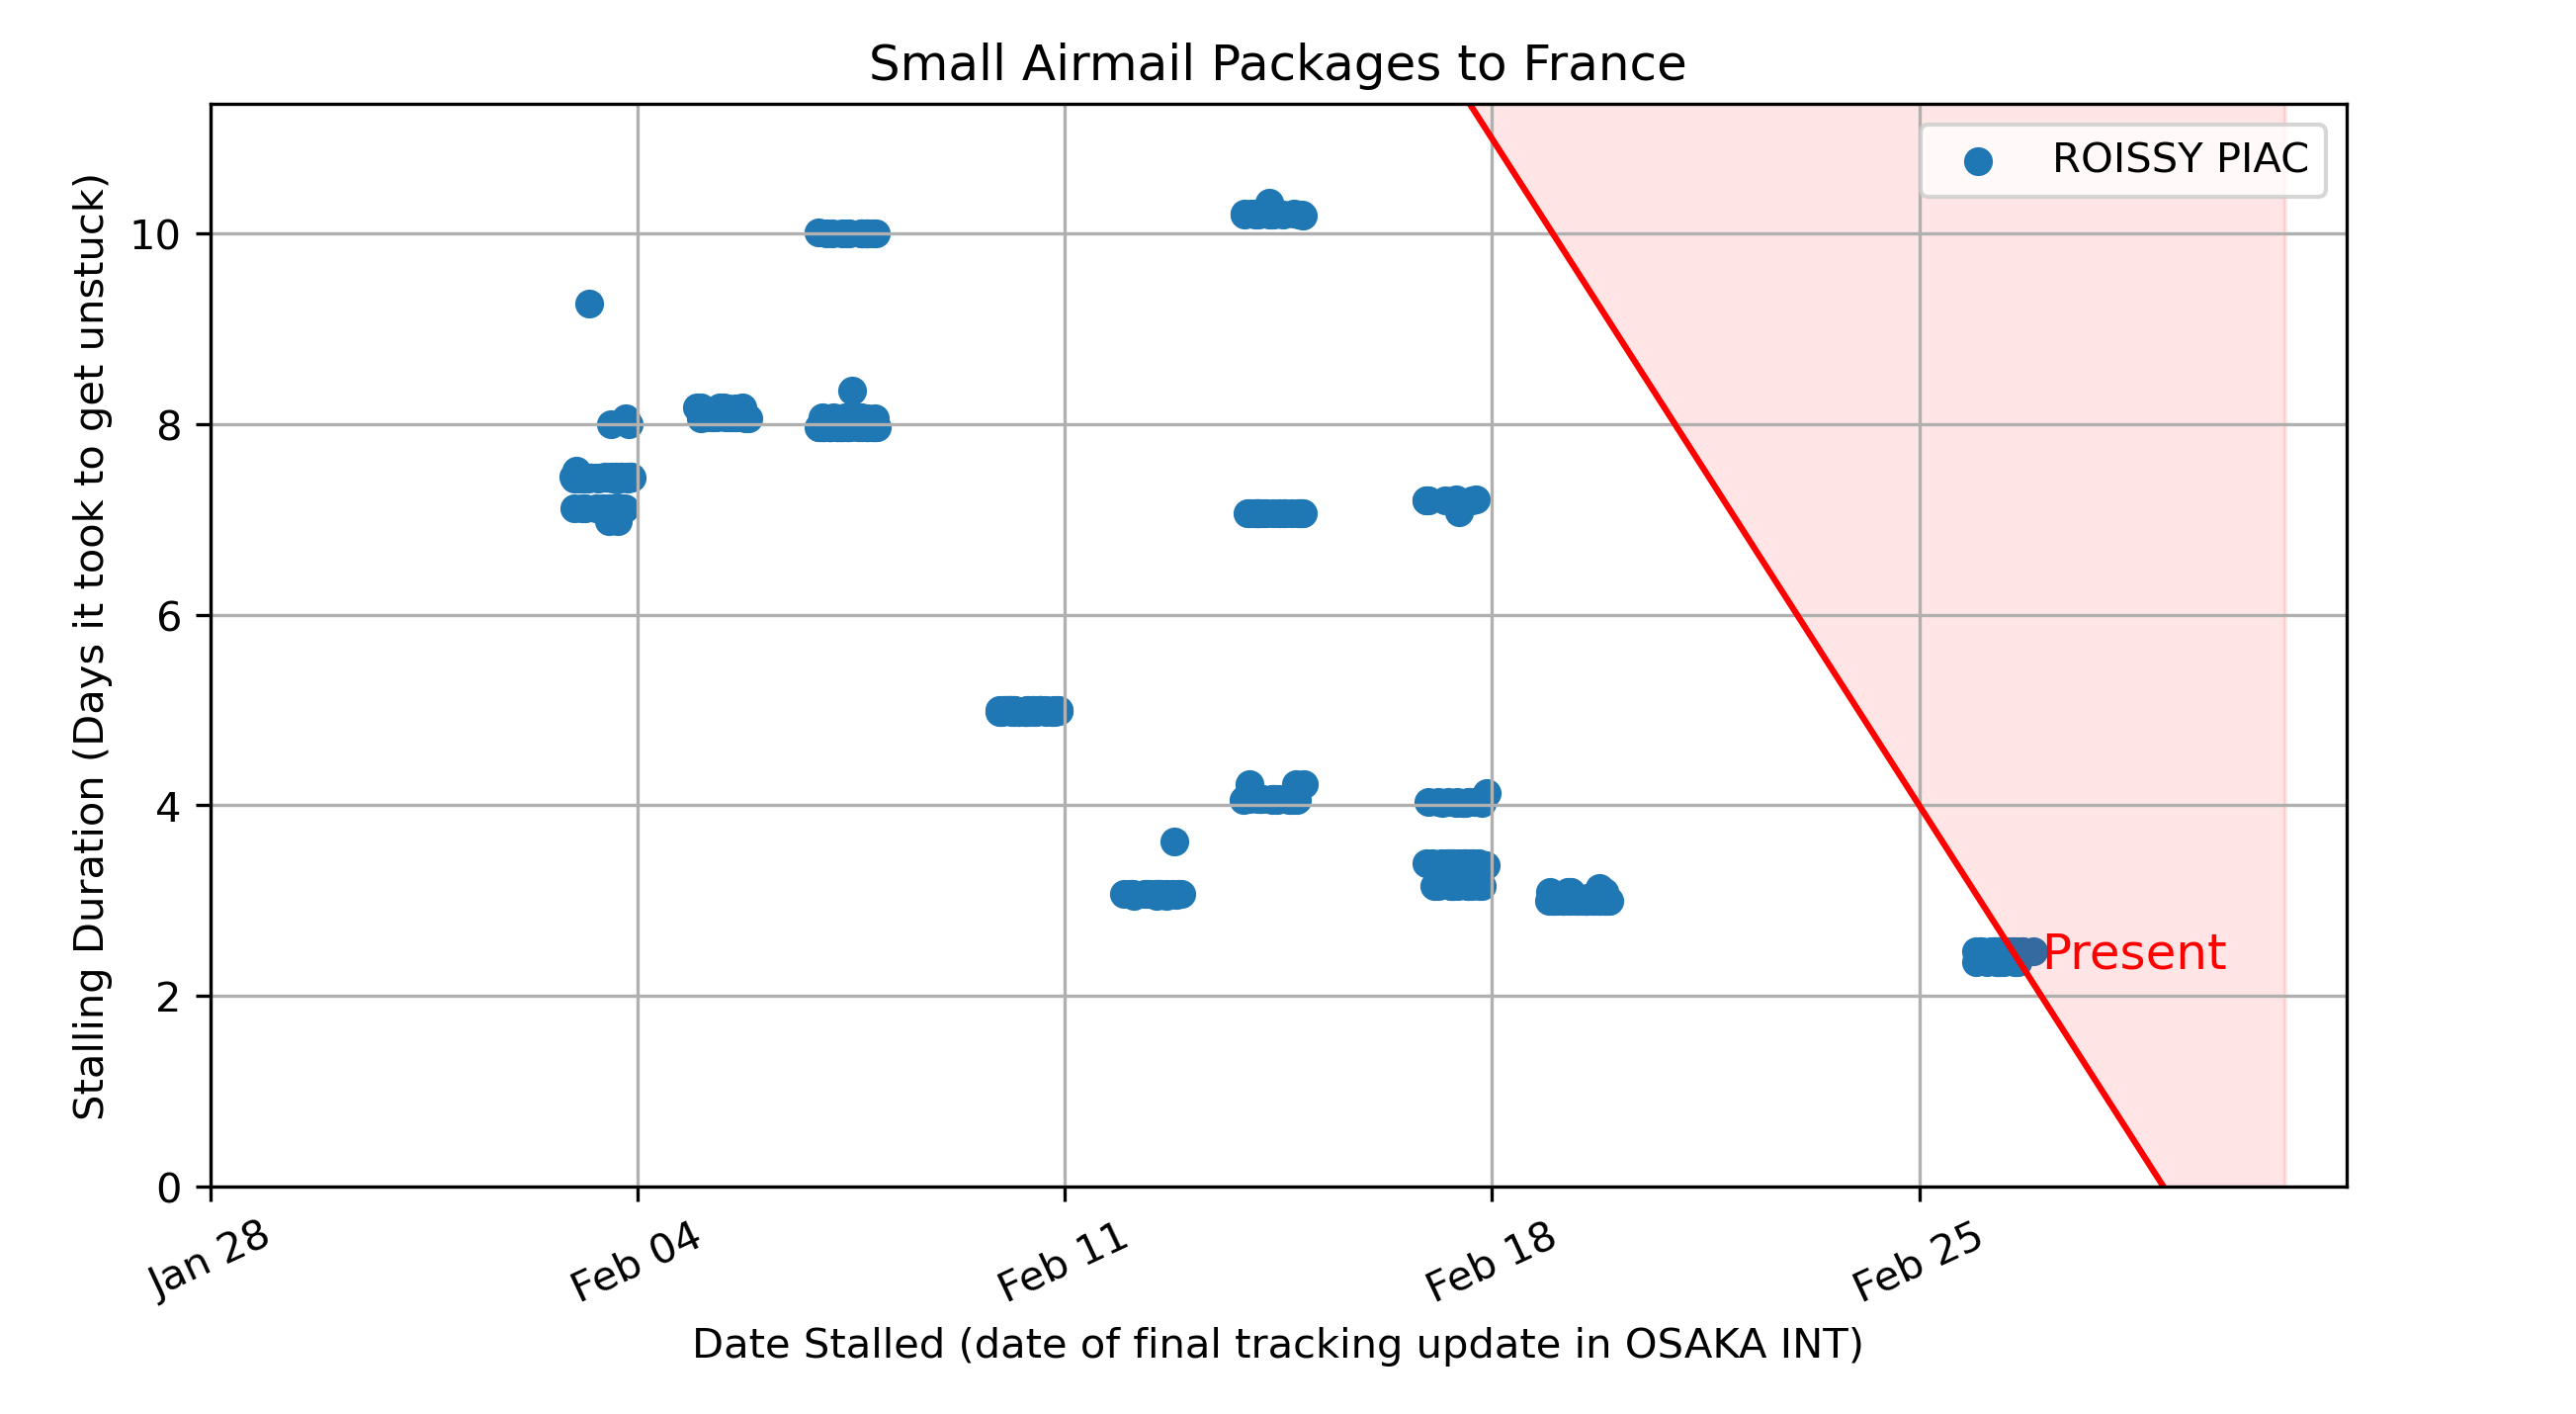 Small Airmail Packages to France
ROISSY PIAC
Stalling Duration (Days it took to get unstuck)
10
8
6
4
2
0
Present
Jan 28
Feb 04
Feb 11
Feb 18
Feb 25
Date Stalled (date of final tracking update in OSAKA INT)